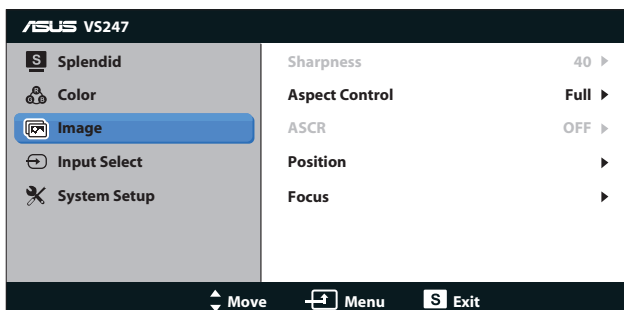 ASUS VS247
S Splendid
Color
Image
Input Select
System Setup
Sharpness 40
Aspect Control Full
ASCR OFF
Position
Focus
Move Menu S Exit